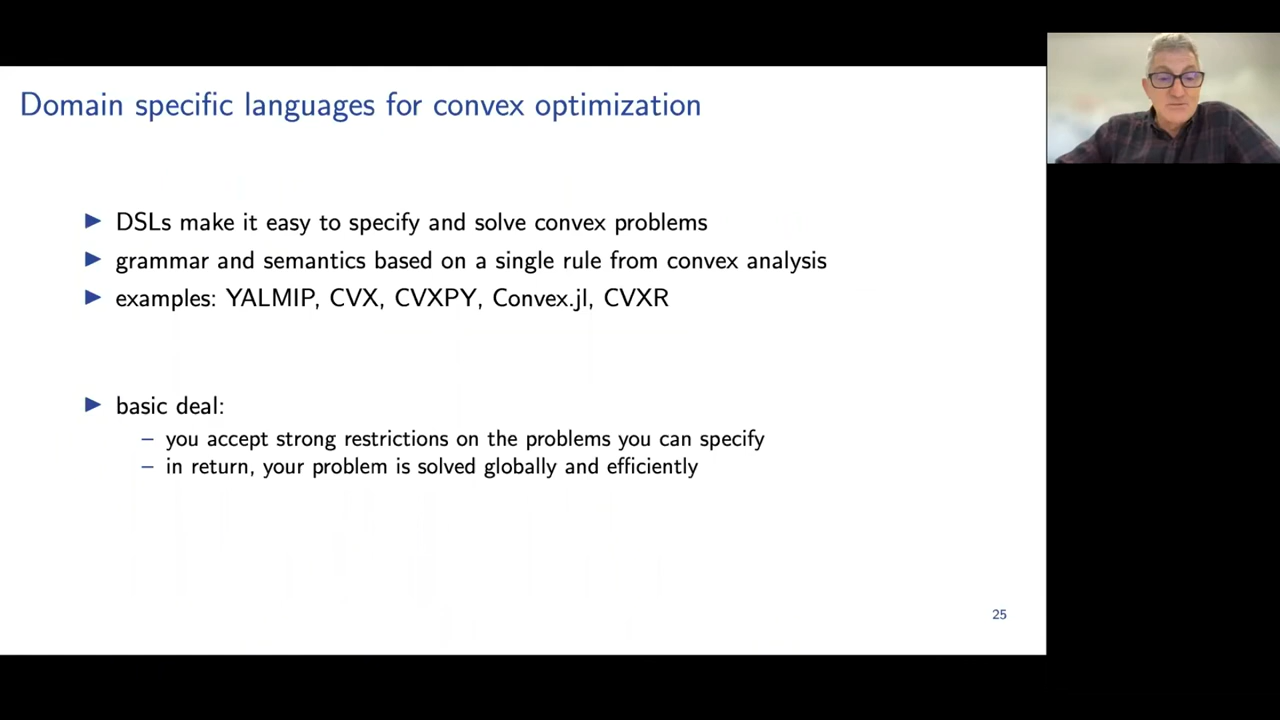 Domain specific languages for convex optimization
▶ DSLs make it easy to specify and solve convex problems
▶ grammar and semantics based on a single rule from convex analysis
▶ examples: YALMIP, CVX, CVXPY, Convex.jl, CVXR
▶ basic deal:
– you accept strong restrictions on the problems you can specify
– in return, your problem is solved globally and efficiently
25